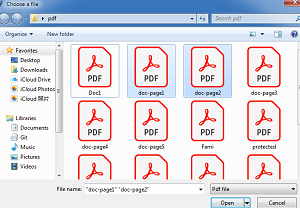 Choose a file
pdf
Search pdf
Organize
New folder
Favorites
Desktop
Downloads
iCloud Drive
iCloud Photos
iCloud 照片
Libraries
Documents
Git
Music
Pictures
Videos
PDF PDF PDF PDF
Doc1 doc-page1 doc-page2 doc-page3
PDF PDF PDF PDF
doc-page4 doc-page5 Fami protected
File name: "doc-page1" "doc-page2"
Pdf file
Open Cancel